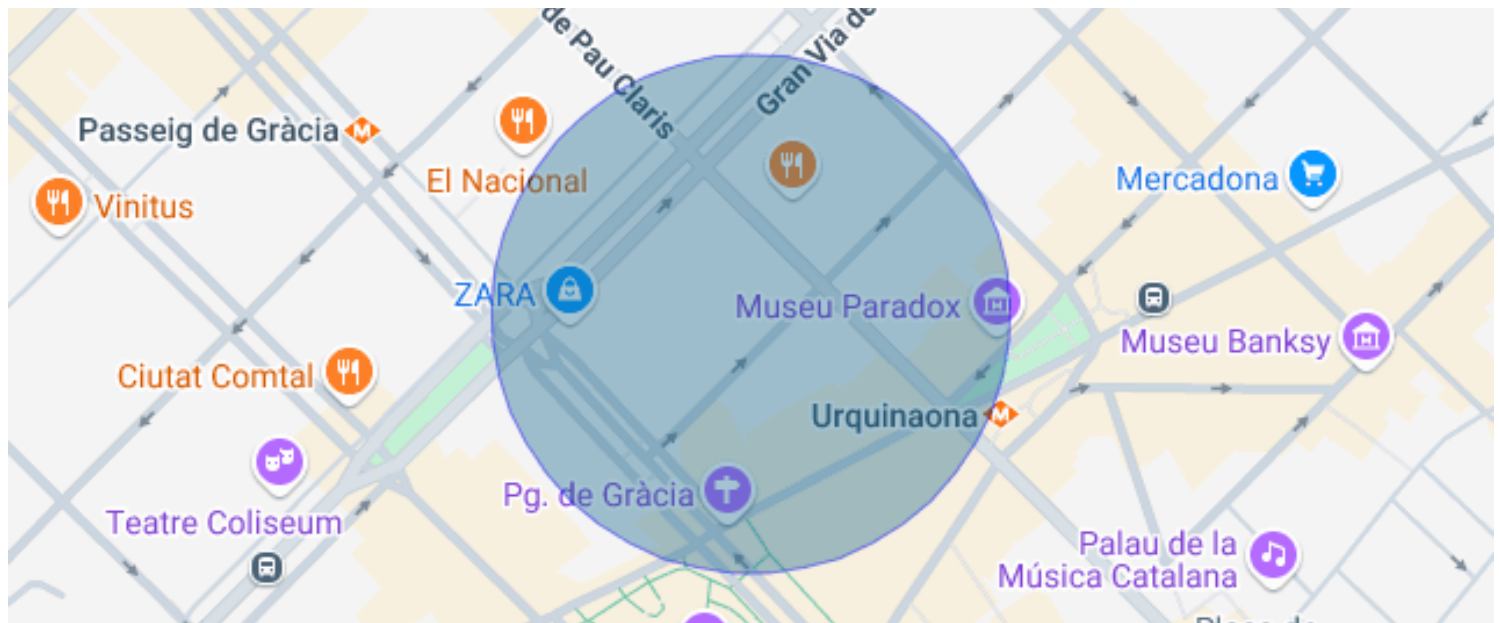 de Pau Claris
Gran Via de
Passeig de Gràcia
El Nacional
Vinitus
Mercadona
ZARA
Museu Paradox
Museu Banksy
Ciutat Comtal
Urquinaona
Pg. de Gràcia
Teatre Coliseum
Palau de la
Música Catalana